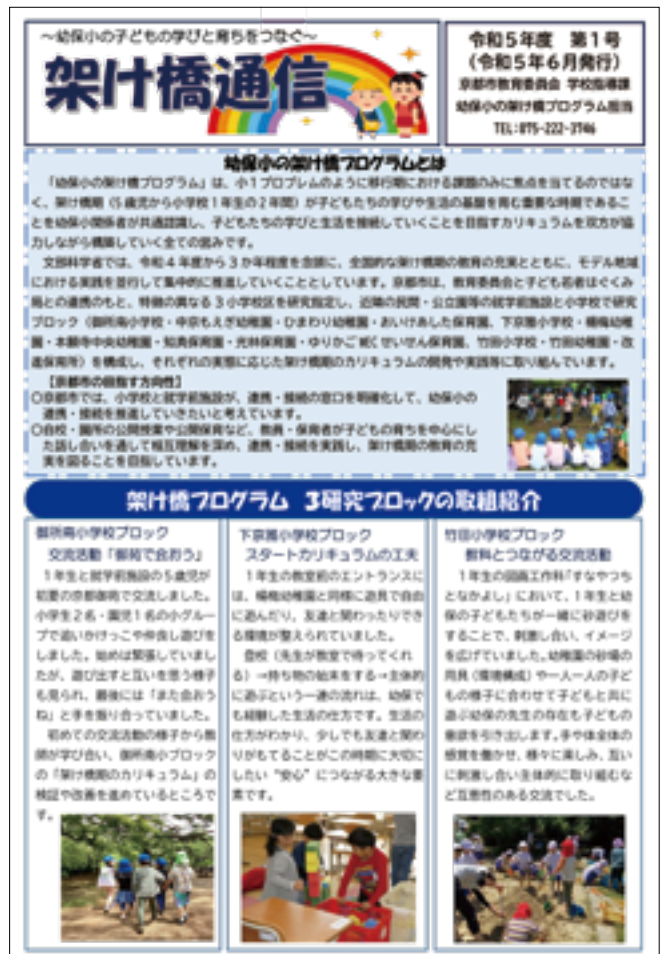 ～幼保小の子どもの学びと育ちをつなぐ～
架け橋通信
令和5年度　第1号
（令和5年6月発行）
京都市教育委員会 学校指導課
幼保小の架け橋プログラム担当
TEL：075-222-3746
幼保小の架け橋プログラムとは
「幼保小の架け橋プログラム」は、小1プロブレムのように移行期における課題のみに焦点を当てるのではな
く、架け橋期（5歳児から小学校1年生の2年間）が子どもたちの学びや生活の基盤を育む重要な時期であるこ
とを幼保小関係者が共通認識し、子どもたちの学びと生活を接続していくことを目指すカリキュラムを双方が協
力しながら構築していく全ての営みです。
文部科学省では、令和4年度から3か年程度を念頭に、全国的な架け橋期の教育の充実とともに、モデル地域
における実践を並行して集中的に推進していくこととしています。京都市は、教育委員会と子ども若者はぐくみ
局との連携のもと、特徴の異なる3小学校区を研究指定し、近隣の民間・公立園等の就学前施設と小学校で研究
ブロック（御所南小学校・中京もえぎ幼稚園・ひまわり幼稚園・おいけあした保育園、下京雅小学校・楊梅幼稚
園・本願寺中央幼稚園・知真保育園・光林保育園・ゆりかご保育園、竹田小学校・竹田幼稚園・改
進保育所）を構成し、それぞれの実態に応じた架け橋期のカリキュラムの開発や実践等に取り組んでいます。
【京都市の目指す方向性】
○京都市では、小学校と就学前施設が、連携・接続の窓口を明確化して、幼保小の
連携・接続を推進していきたいと考えています。
○自校・園所の公開授業や公開保育など、教員・保育者が子どもの育ちを中心にし
た話し合いを通して相互理解を深め、連携・接続を実践し、架け橋期の教育の充
実を図ることを目指しています。
架け橋プログラム　3研究ブロックの取組紹介
御所南小学校ブロック
交流活動「御苑で会おう」
1年生と就学前施設の5歳児が
初夏の京都御苑で交流しました。
小学生2名・園児1名の小グルー
プで追いかけっこや仲良し遊びを
しました。始めは緊張していまし
たが、遊び出すと互いを思う様子
も見られ、最後には「また会おう
ね」と手を振り合っていました。
初めての交流活動の様子から教
師が学び合い、御所南小ブロック
の「架け橋期のカリキュラム」の
検証や改善を進めているところで
す。
下京雅小学校ブロック
スタートカリキュラムの工夫
1年生の教室前のエントランスに
は、楊梅幼稚園と同様に遊具で自由
に遊んだり、友達と関わったりでき
る環境が整えられていました。
登校（先生が教室で待ってくれ
る）→持ち物の始末をする→主体的
に遊ぶという一連の流れは、幼保で
も経験した生活の仕方です。生活の
仕方がわかり、少しでも友達と関わ
りがもてることがこの時期に大切に
したい“安心”につながる大きな要
素です。
竹田小学校ブロック
教科とつながる交流活動
1年生の図画工作科「すなやつち
となかよし」において、1年生と幼
保の子どもたちが一緒に砂遊びを
することで、刺激し合い、イメージ
を広げていました。幼稚園の砂場の
用具（環境構成）や一人一人の子ど
もの様子に合わせて子どもと共に
遊ぶ幼保の先生の存在も子どもの
意欲を引き出します。手や体全体の
感覚を働かせ、様々に楽しみ、互い
に刺激し合い主体的に取り組むな
ど互恵性のある交流でした。